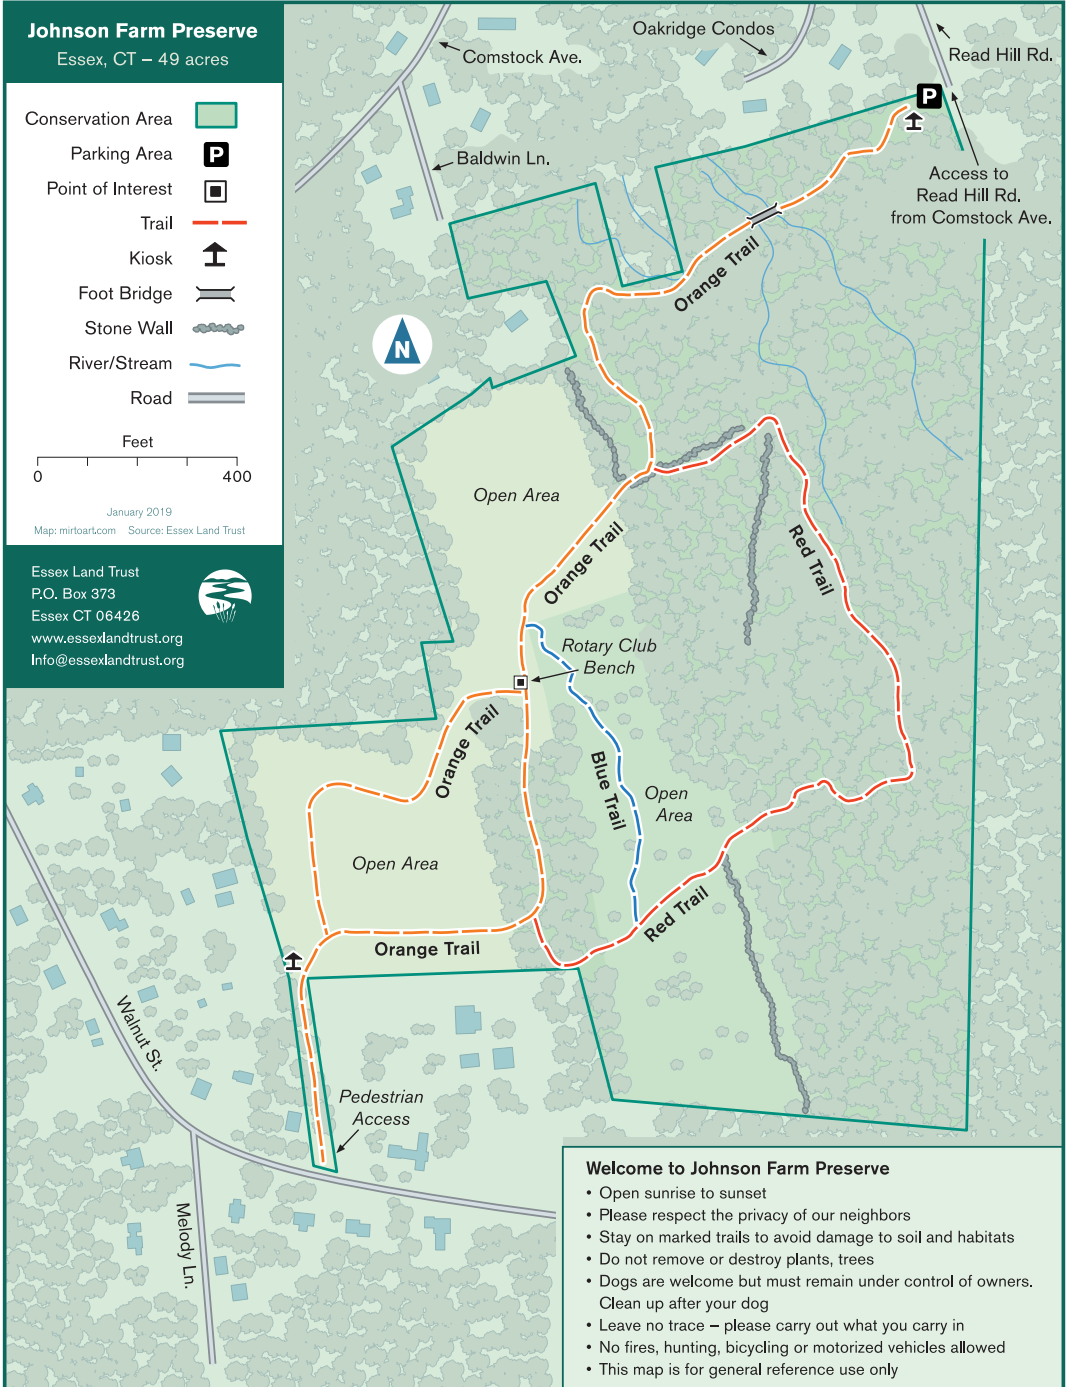 Johnson Farm Preserve
Essex, CT – 49 acres
Conservation Area
Parking Area
P
Point of Interest
Trail
Kiosk
Foot Bridge
Stone Wall
River/Stream
Road
Feet
0
400
January 2019
Map: mirtoart.com Source: Essex Land Trust
Essex Land Trust
P.O. Box 373
Essex CT 06426
www.essexlandtrust.org
Info@essexlandtrust.org
Comstock Ave.
Oakridge Condos
Read Hill Rd.
P
Baldwin Ln.
Access to
Read Hill Rd.
from Comstock Ave.
Orange Trail
N
Open Area
Orange Trail
Red Trail
Rotary Club
Bench
Orange Trail
Blue Trail
Open
Area
Open Area
Orange Trail
Red Trail
Walnut St.
Pedestrian
Access
Melody Ln.
Welcome to Johnson Farm Preserve
• Open sunrise to sunset
• Please respect the privacy of our neighbors
• Stay on marked trails to avoid damage to soil and habitats
• Do not remove or destroy plants, trees
• Dogs are welcome but must remain under control of owners.
Clean up after your dog
• Leave no trace – please carry out what you carry in
• No fires, hunting, bicycling or motorized vehicles allowed
• This map is for general reference use only